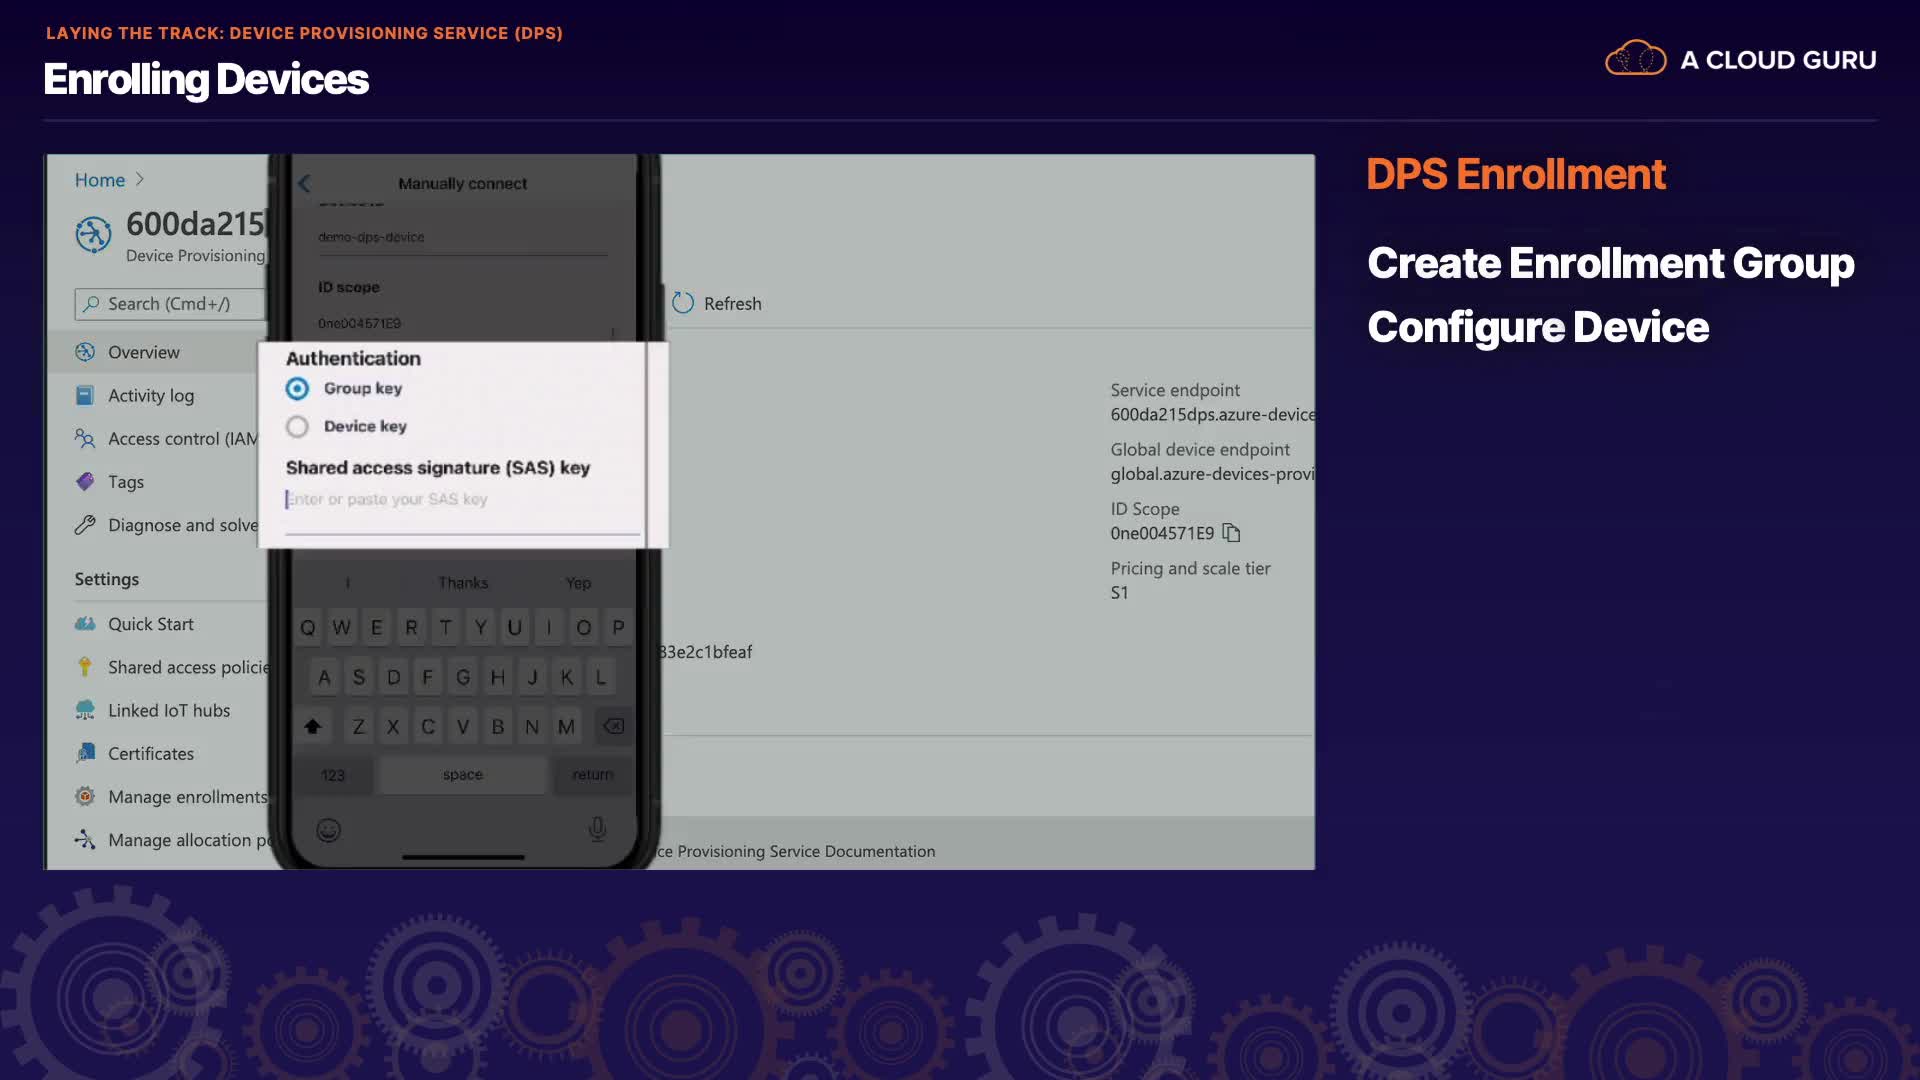 LAYING THE TRACK: DEVICE PROVISIONING SERVICE (DPS)
Enrolling Devices
A CLOUD GURU
Home
600da215
Device Provisioning
Search (Cmd+/)
Overview
Activity log
Access control (IAM
Tags
Diagnose and solve
Settings
Quick Start
Shared access policie
Linked IoT hubs
Certificates
Manage enrollments
Manage allocation po
Manually connect
demo-dps-device
ID scope
0ne004571E9
Authentication
Group key
Device key
Shared access signature (SAS) key
Enter or paste your SAS key
I Thanks Yep
Q W E R T Y U I O P
A S D F G H J K L
Z X C V B N M
123 space return
Refresh
Service endpoint
600da215dps.azure-device
Global device endpoint
global.azure-devices-provi
ID Scope
0ne004571E9
Pricing and scale tier
S1
33e2c1bfeaf
ce Provisioning Service Documentation
DPS Enrollment
Create Enrollment Group
Configure Device